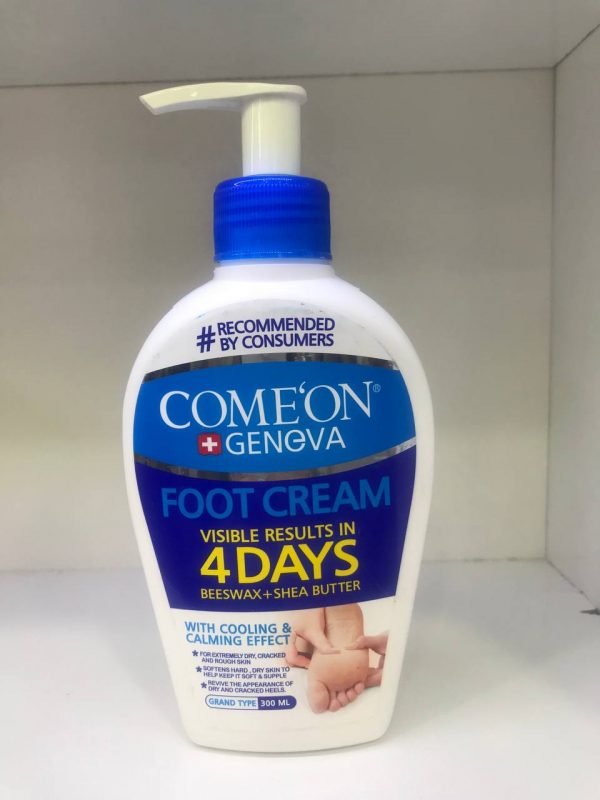 #RECOMMENDED
BY CONSUMERS
COME'ON®
GENEVA
FOOT CREAM
VISIBLE RESULTS IN
4 DAYS
BEESWAX+SHEA BUTTER
WITH COOLING &
CALMING EFFECT
★ FOR EXTREMELY DRY, CRACKED
AND ROUGH SKIN
★ SOFTENS HARD , DRY SKIN TO
HELP KEEP IT SOFT & SUPPLE
★ REVIVE THE APPEARANCE OF
DRY AND CRACKED HEELS.
GRAND TYPE 300 ML